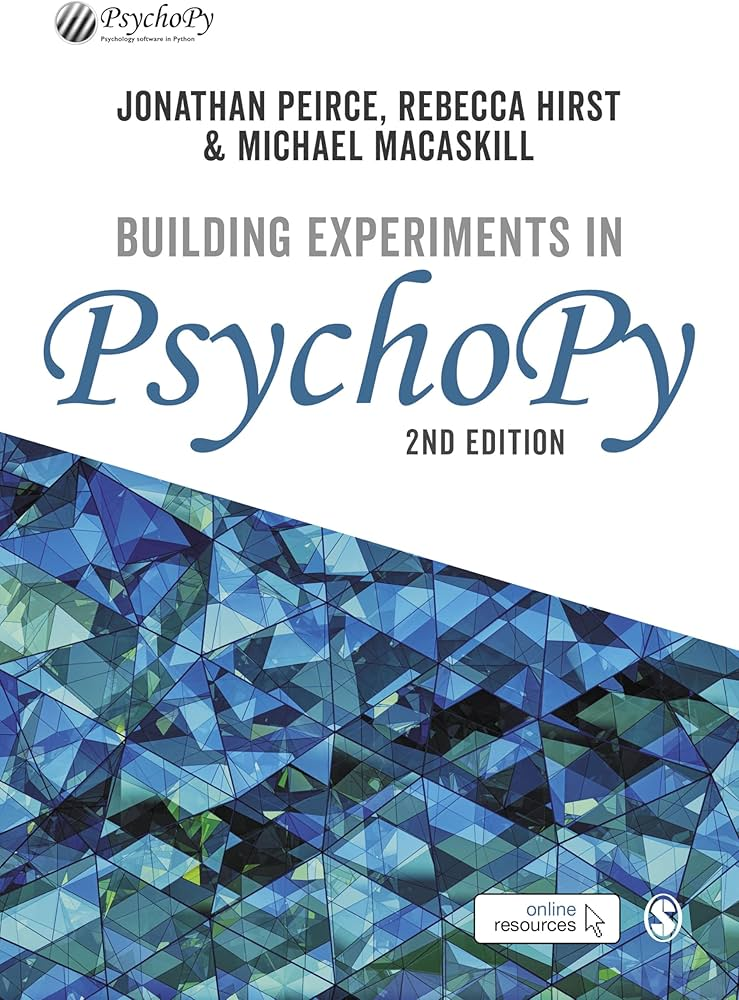 PsychoPy
Psychology software in Python
JONATHAN PEIRCE, REBECCA HIRST
& MICHAEL MACASKILL
BUILDING EXPERIMENTS IN
PsychoPy
2ND EDITION
online
resources